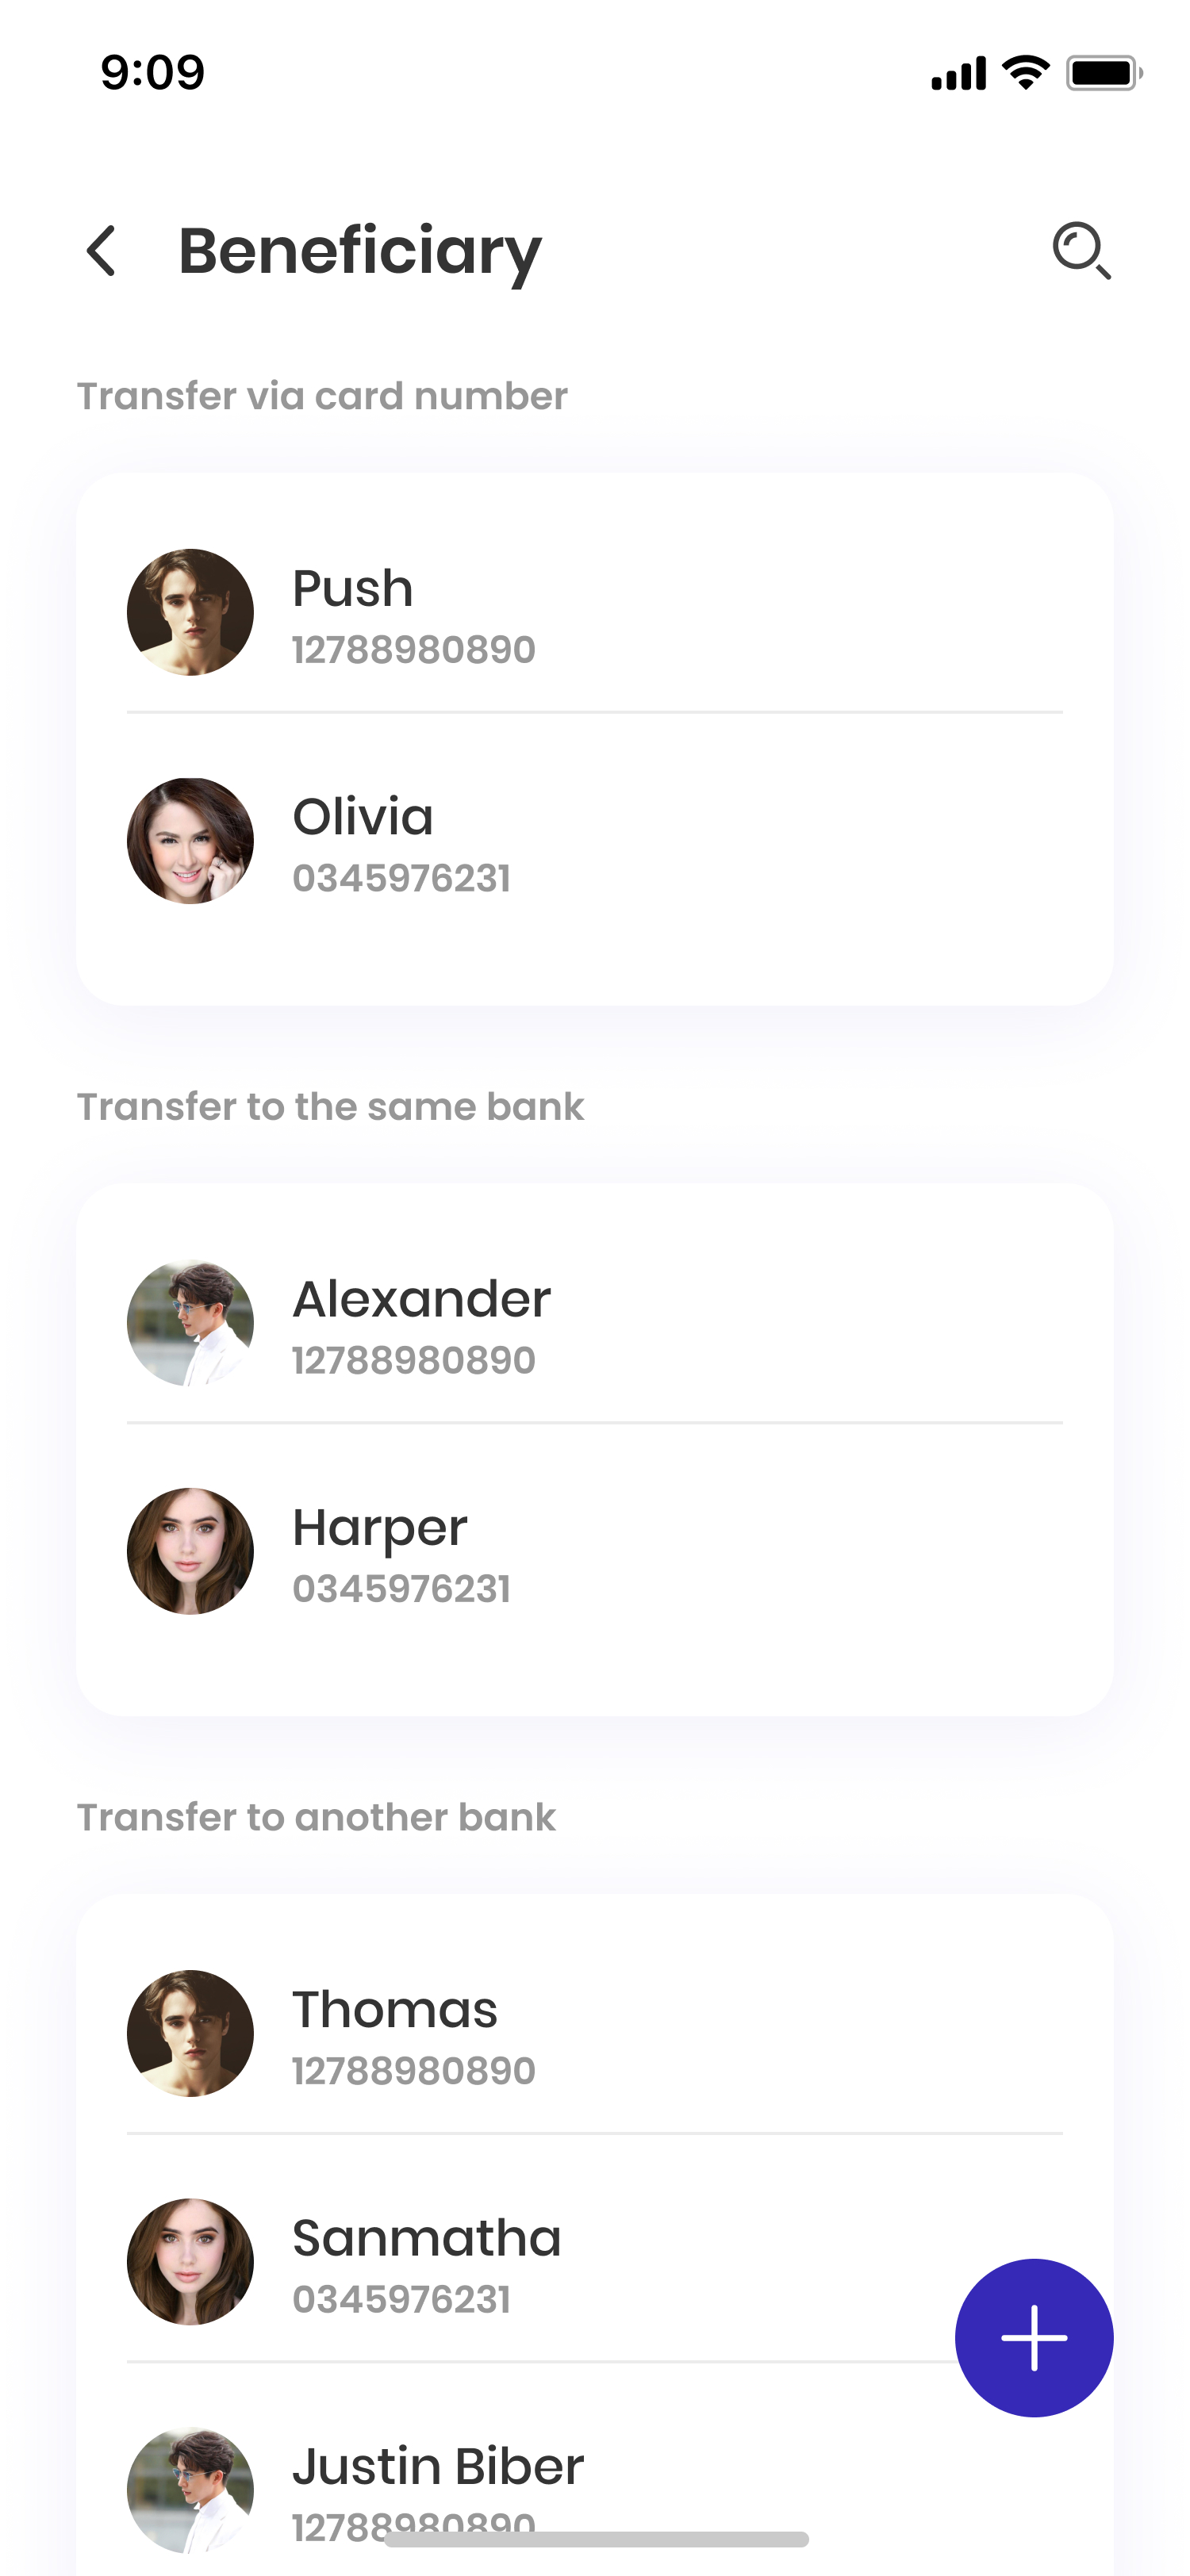 9:09
Beneficiary
Transfer via card number
Push
12788980890
Olivia
0345976231
Transfer to the same bank
Alexander
12788980890
Harper
0345976231
Transfer to another bank
Thomas
12788980890
Sanmatha
0345976231
Justin Biber
12788980890